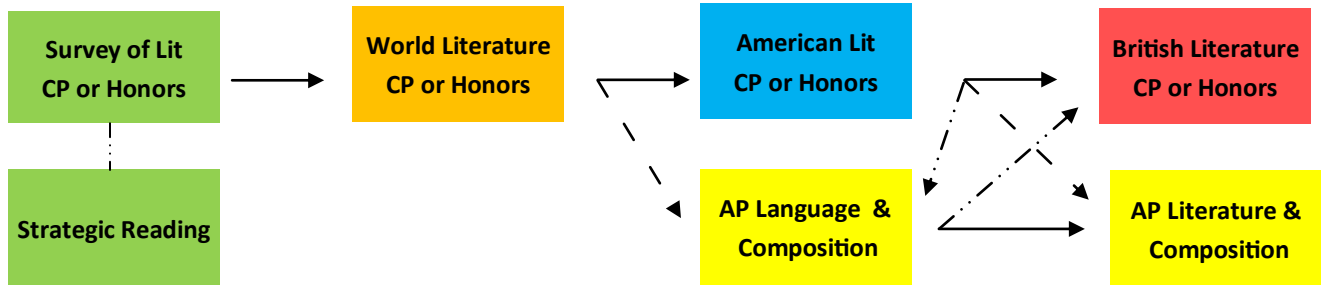 Survey of Lit
CP or Honors
World Literature
CP or Honors
American Lit
CP or Honors
British Literature
CP or Honors
Strategic Reading
AP Language &
Composition
AP Literature &
Composition